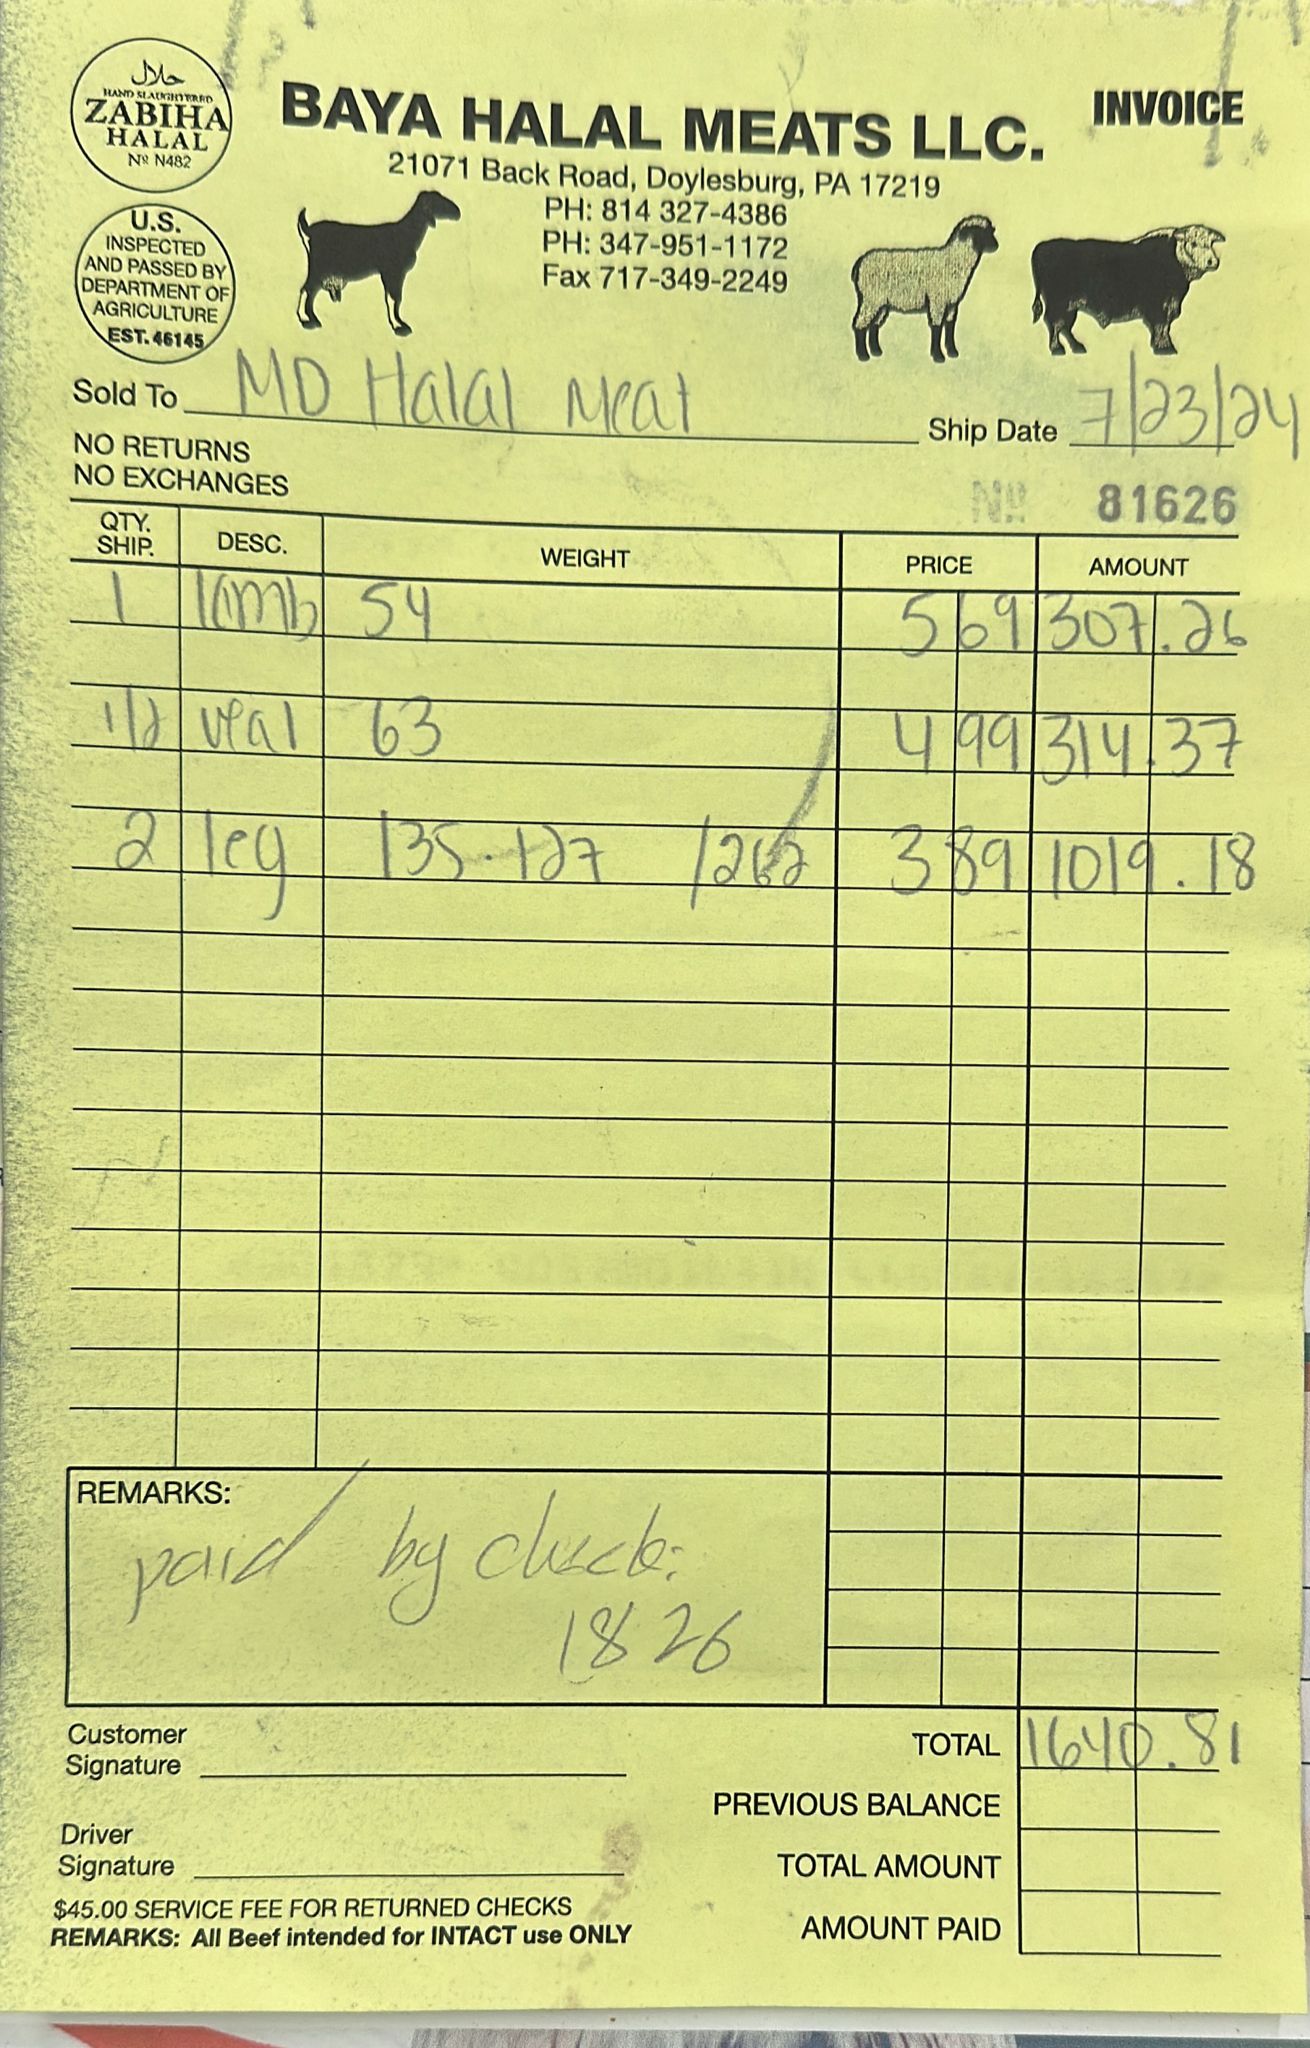 حلال
HAND SLAUGHTERED
ZABIHA
HALAL
Nº N482
BAYA HALAL MEATS LLC.
INVOICE
21071 Back Road, Doylesburg, PA 17219
PH: 814 327-4386
PH: 347-951-1172
Fax 717-349-2249
U.S.
INSPECTED
AND PASSED BY
DEPARTMENT OF
AGRICULTURE
EST. 46145
Sold To MD Halal Meat Ship Date 7/23/24
NO RETURNS
NO EXCHANGES
Nº 81626
QTY. SHIP. DESC. WEIGHT PRICE AMOUNT
1 lamb 54 5 69 307.26
1/2 veal 63 4 99 314.37
2 leg 135.127 /262 3 89 1019.18
REMARKS:
paid by check:
1826
Customer
Signature
TOTAL 1640.81
PREVIOUS BALANCE
Driver
Signature
TOTAL AMOUNT
$45.00 SERVICE FEE FOR RETURNED CHECKS
AMOUNT PAID
REMARKS: All Beef intended for INTACT use ONLY